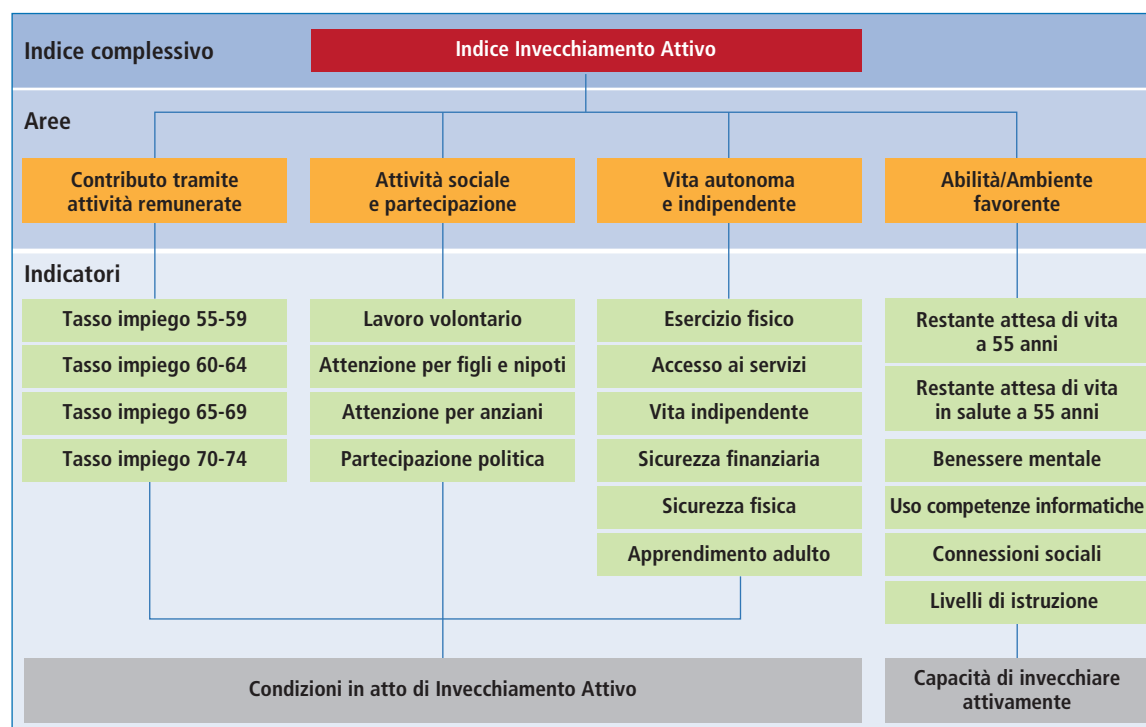 Indice complessivo
Indice Invecchiamento Attivo
Aree
Contributo tramite
attività remunerate
Attività sociale
e partecipazione
Vita autonoma
e indipendente
Abilità/Ambiente
favorente
Indicatori
Tasso impiego 55-59
Tasso impiego 60-64
Tasso impiego 65-69
Tasso impiego 70-74
Lavoro volontario
Attenzione per figli e nipoti
Attenzione per anziani
Partecipazione politica
Esercizio fisico
Accesso ai servizi
Vita indipendente
Sicurezza finanziaria
Sicurezza fisica
Apprendimento adulto
Restante attesa di vita
a 55 anni
Restante attesa di vita
in salute a 55 anni
Benessere mentale
Uso competenze informatiche
Connessioni sociali
Livelli di istruzione
Condizioni in atto di Invecchiamento Attivo
Capacità di invecchiare
attivamente